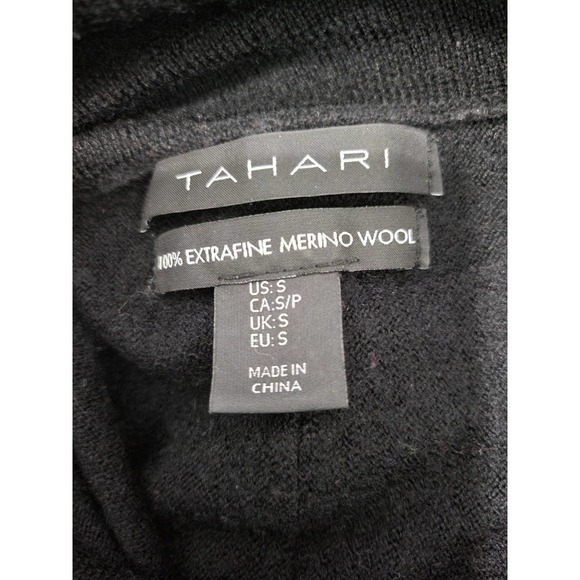 TAHARI
100% EXTRAFINE MERINO WOOL
US: S
CA:S/P
UK: S
EU: S
MADE IN
CHINA